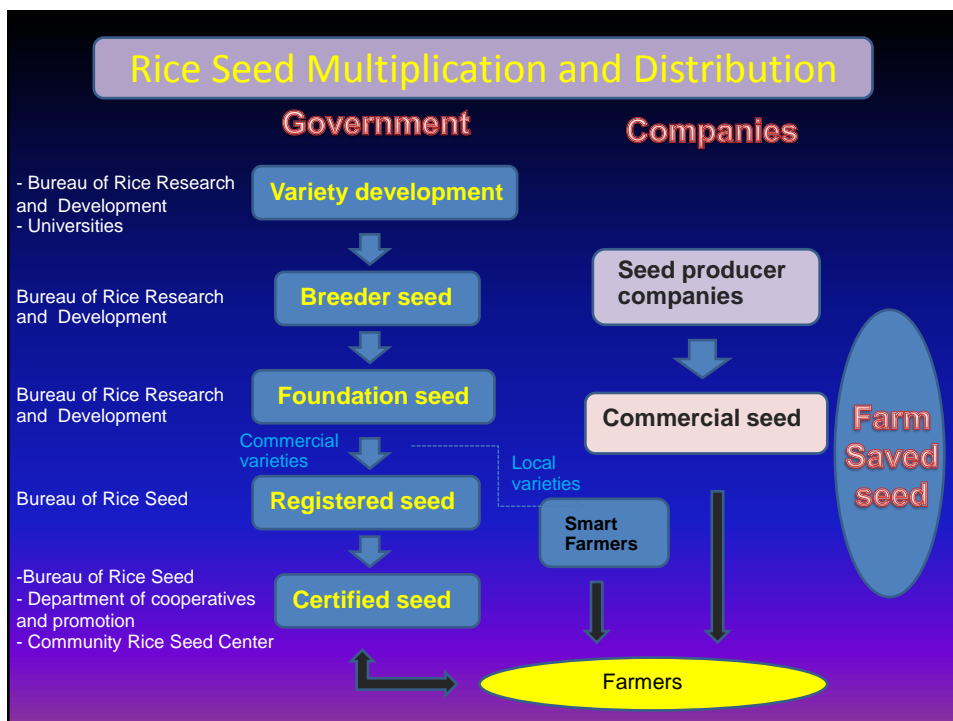 Rice Seed Multiplication and Distribution
Government
Companies
- Bureau of Rice Research
and  Development
- Universities
Variety development
Bureau of Rice Research
and  Development
Breeder seed
Seed producer
companies
Bureau of Rice Research
and  Development
Foundation seed
Commercial seed
Farm
Saved
seed
Commercial
varieties
Local
varieties
Bureau of Rice Seed
Registered seed
Smart
Farmers
-Bureau of Rice Seed
- Department of cooperatives
and promotion
- Community Rice Seed Center
Certified seed
Farmers